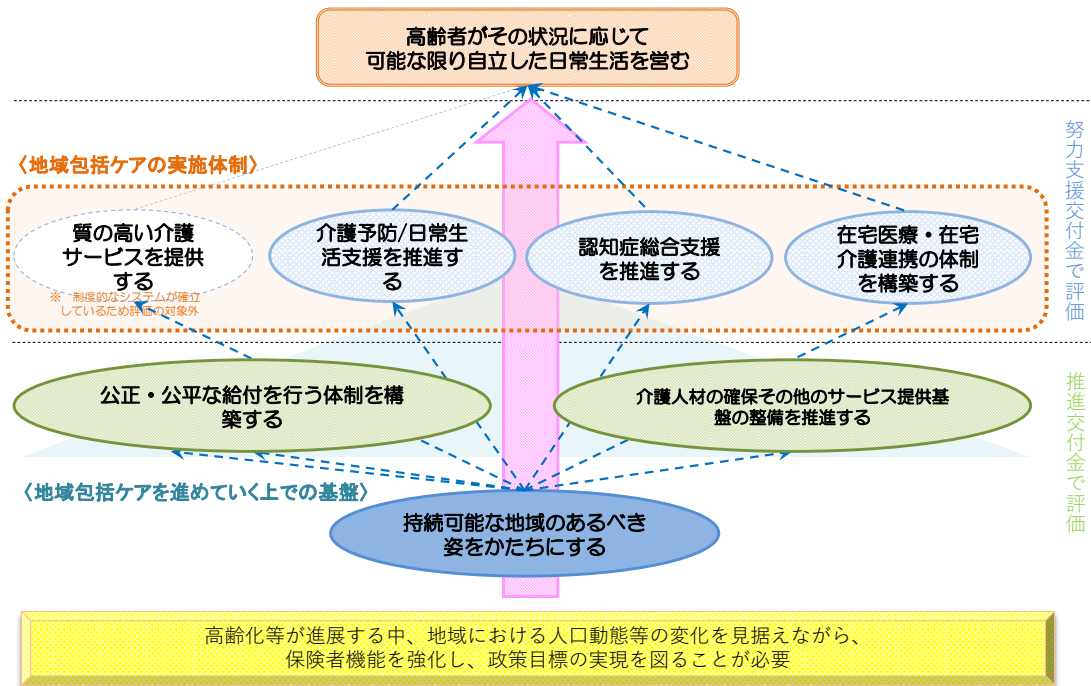 高齢者がその状況に応じて
可能な限り自立した日常生活を営む
〈地域包括ケアの実施体制〉
質の高い介護
サービスを提供
する
※　制度的なシステムが確立
しているため評価の対象外
介護予防/日常生
活支援を推進す
る
認知症総合支援
を推進する
在宅医療・在宅
介護連携の体制
を構築する
努力支援交付金で評価
公正・公平な給付を行う体制を構
築する
介護人材の確保その他のサービス提供基
盤の整備を推進する
推進交付金で評価
〈地域包括ケアを進めていく上での基盤〉
持続可能な地域のあるべき
姿をかたちにする
高齢化等が進展する中、地域における人口動態等の変化を見据えながら、
保険者機能を強化し、政策目標の実現を図ることが必要